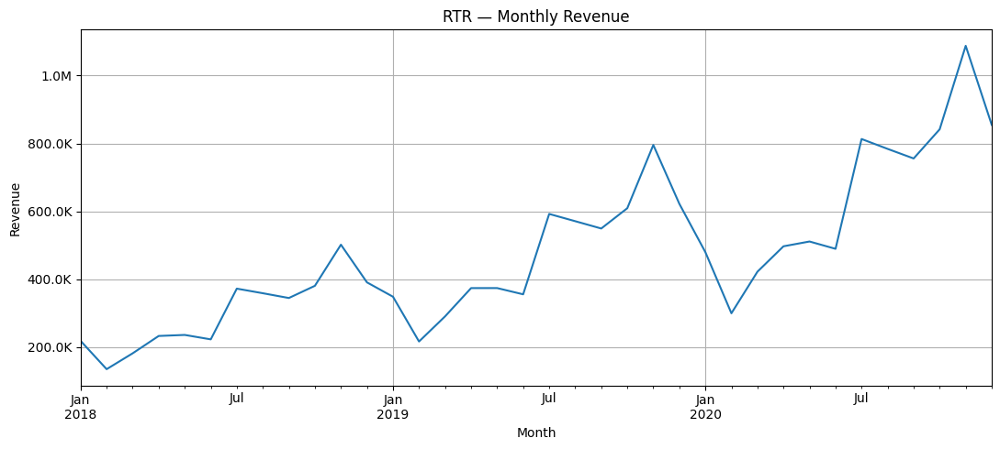 RTR — Monthly Revenue
1.0M
800.0K
600.0K
400.0K
200.0K
Revenue
Jan Jul Jan Jul Jan Jul
2018 2019 2020
Month